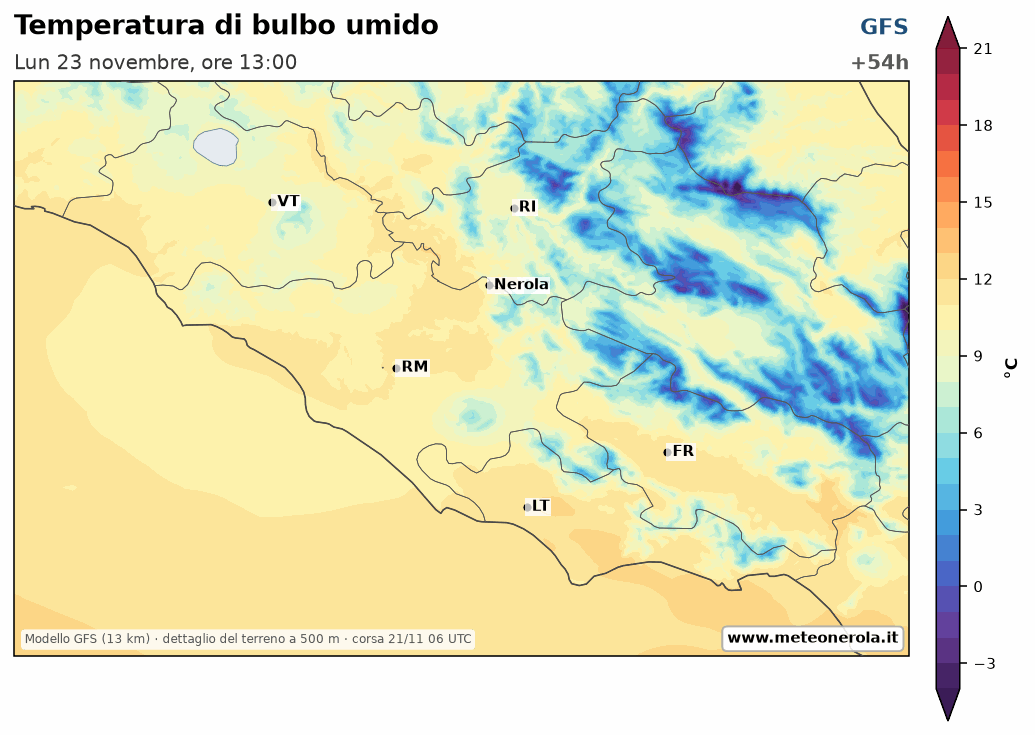 Temperatura di bulbo umido
GFS
Lun 23 novembre, ore 13:00
+54h
VT
RI
Nerola
RM
FR
LT
Modello GFS (13 km) · dettaglio del terreno a 500 m · corsa 21/11 06 UTC
www.meteonerola.it
21
18
15
12
9
6
3
0
−3
°C